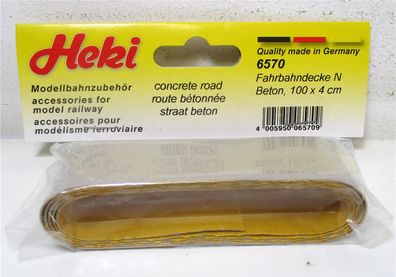 Heki
Quality made in Germany
6570
Fahrbahndecke N
Beton, 100 x 4 cm
Modellbahnzubehör
accessories for
model railway
accessoires pour
modélisme ferroviaire
concrete road
route bétonnée
straat beton
4 005950 065709